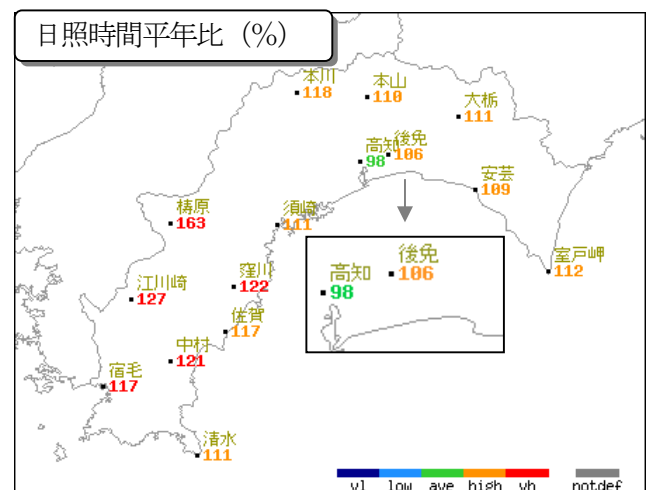 日照時間平年比（%）
本川
118
本山
110
大栃
111
高知
98
後免
106
安芸
109
梼原
163
須崎
111
室戸岬
112
江川崎
127
窪川
122
佐賀
117
中村
121
宿毛
117
清水
111
後免
106
高知
98
vl low ave high vh notdef